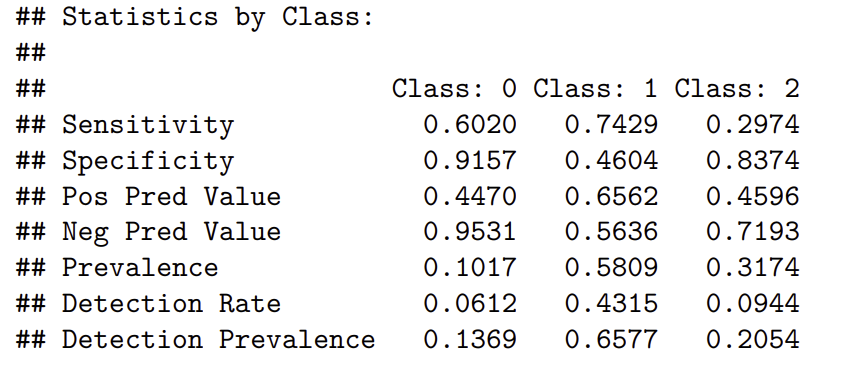 ## Statistics by Class:
##
##                      Class: 0 Class: 1 Class: 2
## Sensitivity            0.6020   0.7429   0.2974
## Specificity            0.9157   0.4604   0.8374
## Pos Pred Value         0.4470   0.6562   0.4596
## Neg Pred Value         0.9531   0.5636   0.7193
## Prevalence             0.1017   0.5809   0.3174
## Detection Rate         0.0612   0.4315   0.0944
## Detection Prevalence   0.1369   0.6577   0.2054